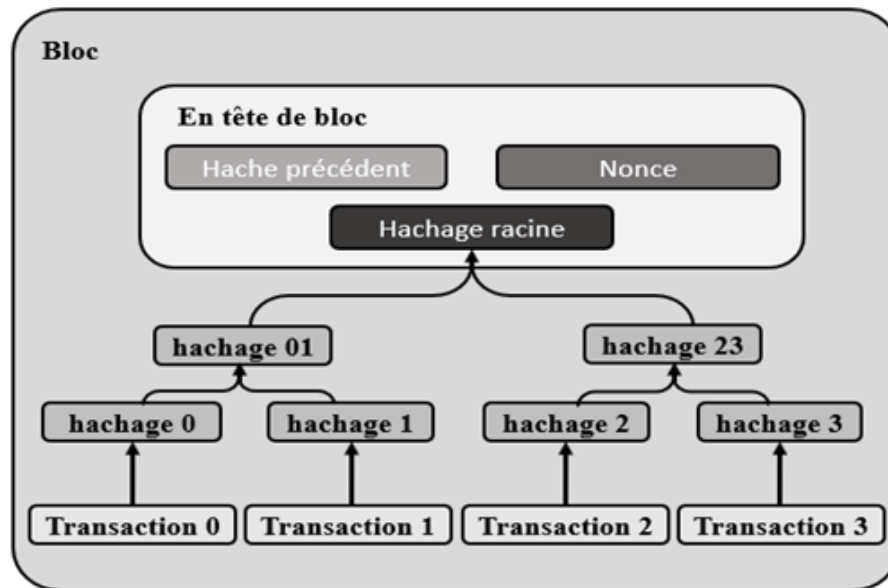 Bloc
En tête de bloc
Hache précédent
Nonce
Hachage racine
hachage 01
hachage 23
hachage 0
hachage 1
hachage 2
hachage 3
Transaction 0
Transaction 1
Transaction 2
Transaction 3